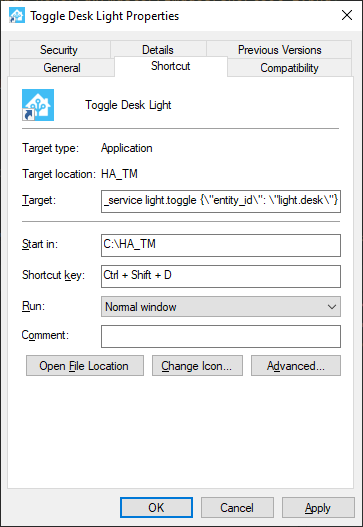 Toggle Desk Light Properties
Security Details Previous Versions
General Shortcut Compatibility
Toggle Desk Light
Target type: Application
Target location: HA_TM
Target: _service light.toggle {\"entity_id\": \"light.desk\"}
Start in: C:\HA_TM
Shortcut key: Ctrl + Shift + D
Run: Normal window
Comment:
Open File Location Change Icon... Advanced...
OK Cancel Apply